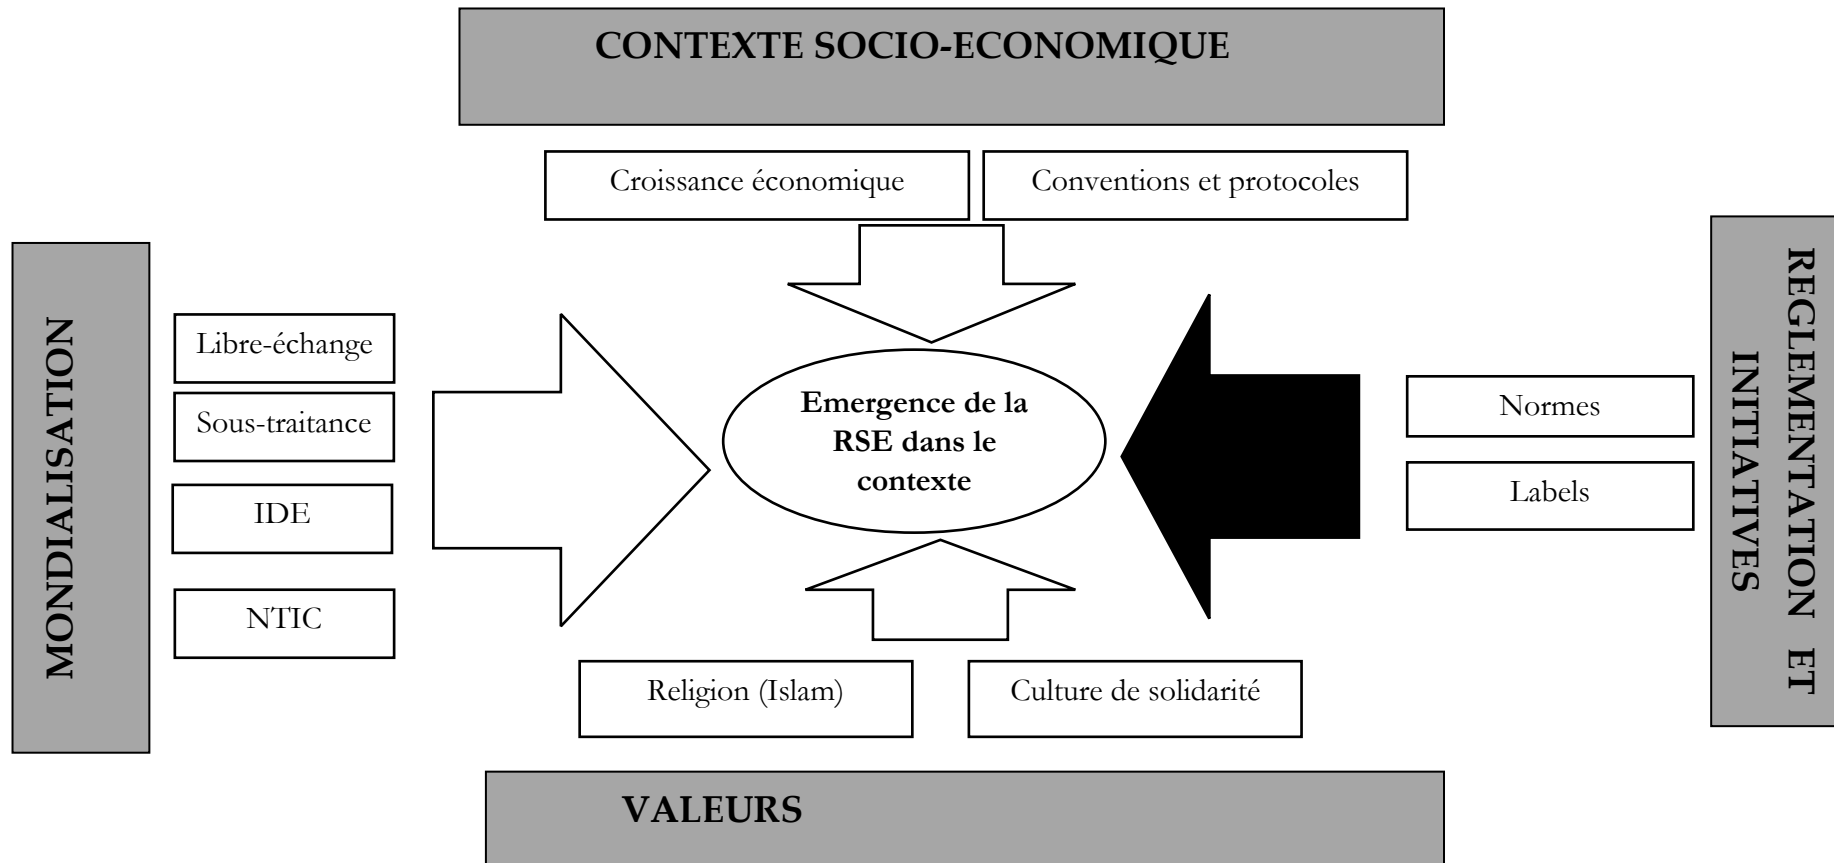 CONTEXTE SOCIO-ECONOMIQUE
Croissance économique
Conventions et protocoles
MONDIALISATION
Libre-échange
Sous-traitance
IDE
NTIC
Emergence de la
RSE dans le
contexte
Normes
Labels
REGLEMENTATION ET
INITIATIVES
Religion (Islam)
Culture de solidarité
VALEURS